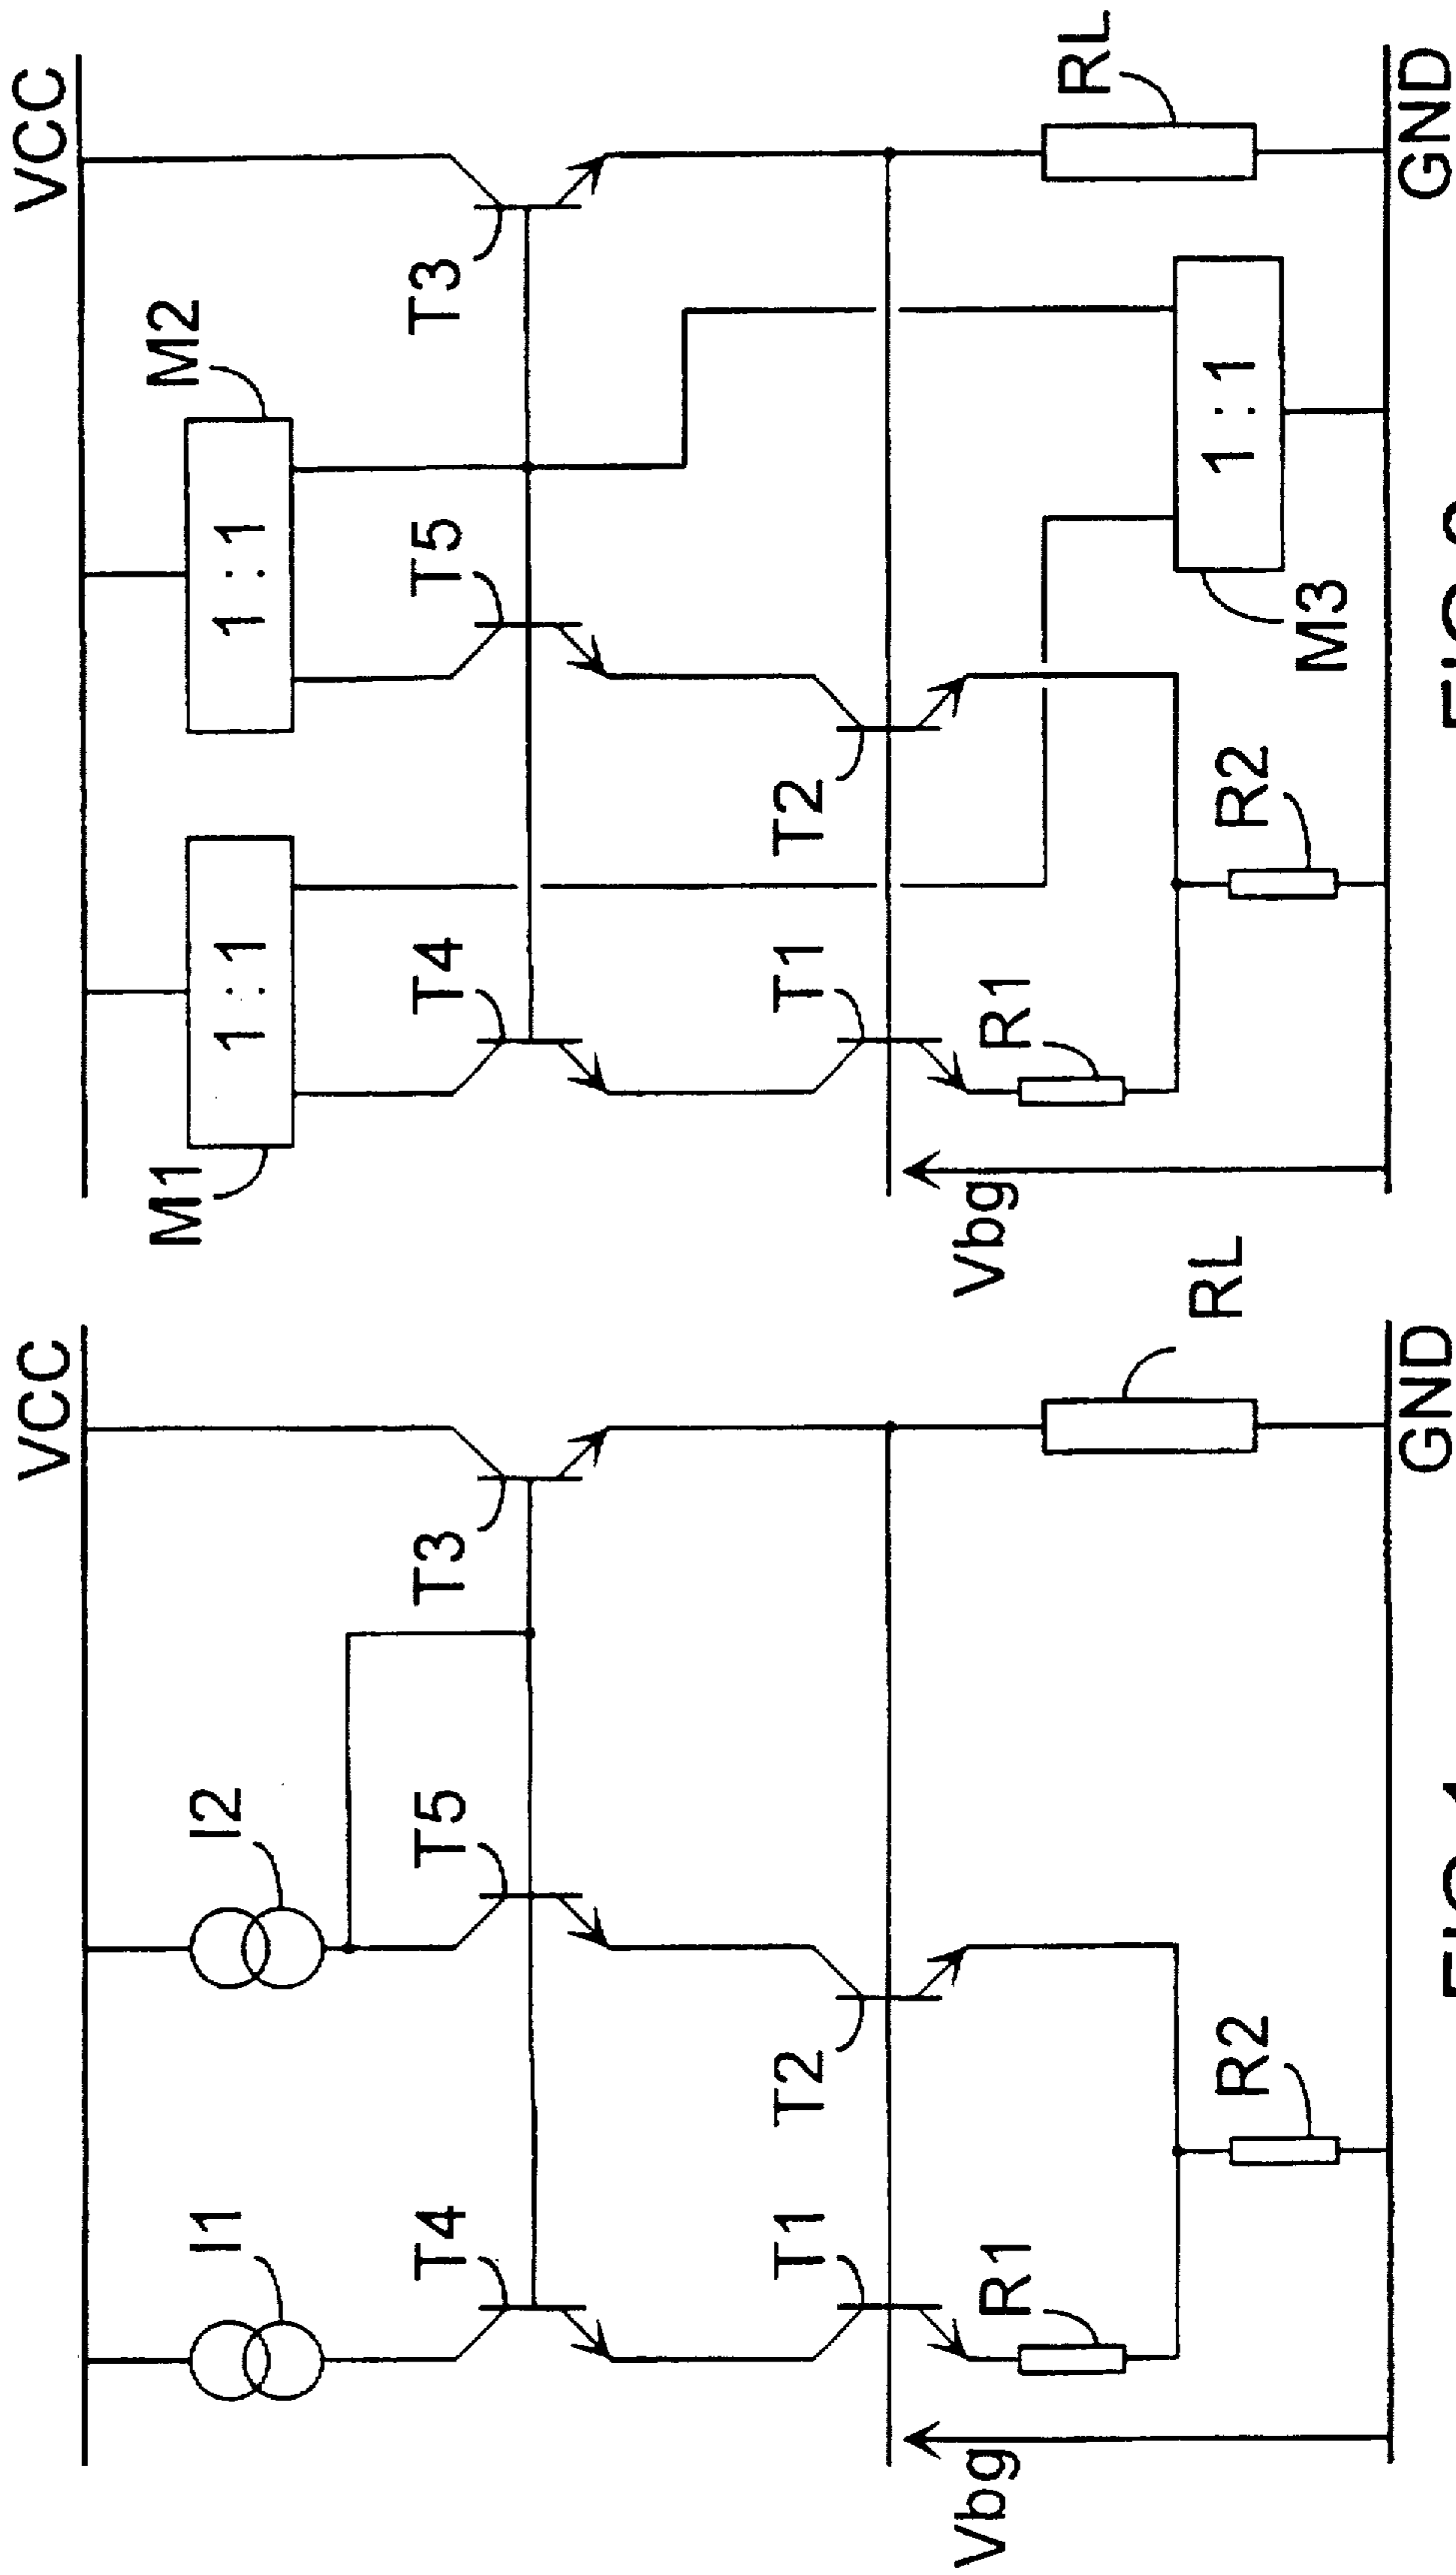 VCC
I1
I2
T4
T5
T3
T1
T2
Vbg
R1
RL
R2
GND
VCC
M1
M2
1 : 1
1 : 1
T4
T5
T3
T1
T2
Vbg
R1
RL
R2
1 : 1
M3
GND